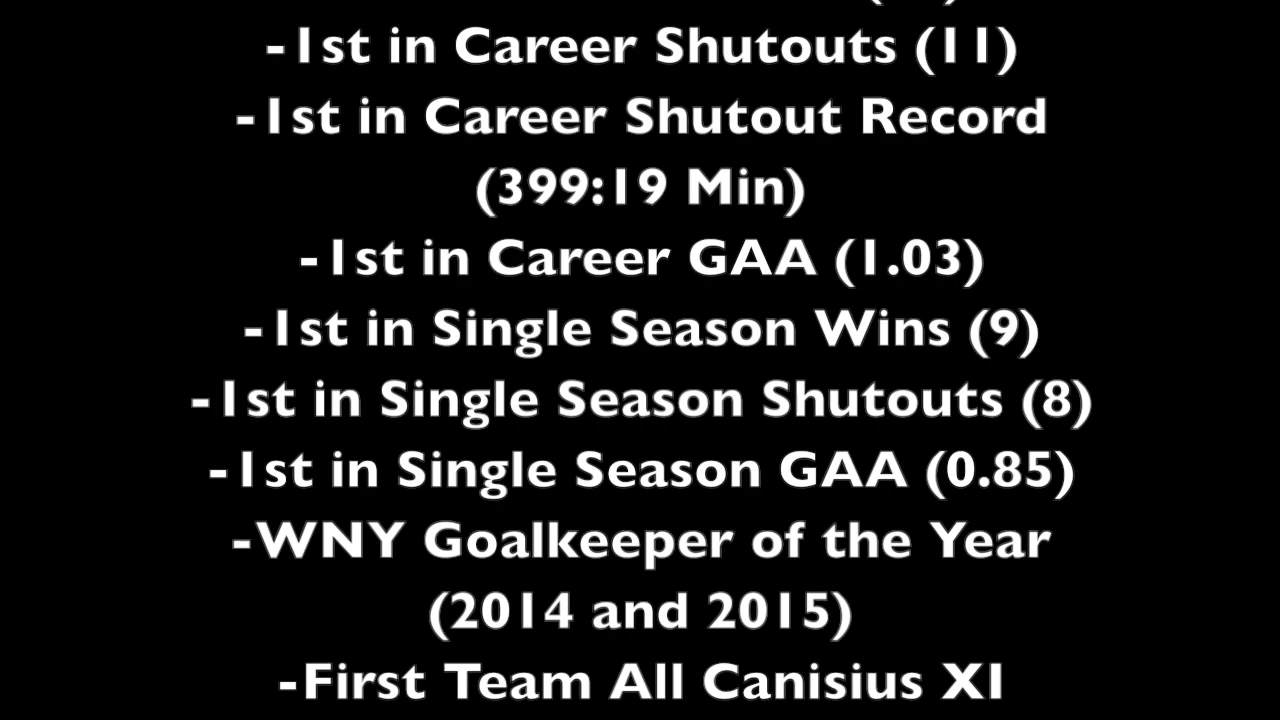 -1st in Career Shutouts (11)
-1st in Career Shutout Record
(399:19 Min)
-1st in Career GAA (1.03)
-1st in Single Season Wins (9)
-1st in Single Season Shutouts (8)
-1st in Single Season GAA (0.85)
-WNY Goalkeeper of the Year
(2014 and 2015)
-First Team All Canisius XI